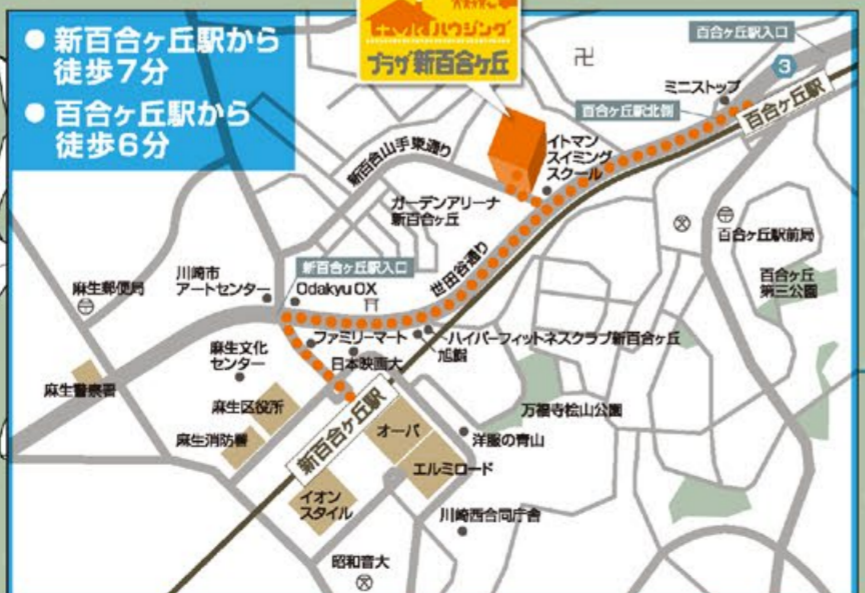 ● 新百合ヶ丘駅から
徒歩7分
● 百合ヶ丘駅から
徒歩6分
ハウジング
プラザ新百合ヶ丘
卍
百合ヶ丘駅入口
3
ミニストップ
百合ヶ丘駅北側
百合ヶ丘駅
イトマン
スイミング
スクール
新百合山手東通り
ガーデンアリーナ
新百合ヶ丘
世田谷通り
百合ヶ丘駅前局
百合ヶ丘
第三公園
新百合ヶ丘駅入口
川崎市
アートセンター
Odakyu OX
麻生郵便局
ファミリーマート
ハイパーフィットネスクラブ新百合ヶ丘
旭鮨
日本映画大
麻生文化
センター
麻生警察署
麻生区役所
麻生消防署
新百合ヶ丘駅
万福寺桧山公園
オーパ
洋服の青山
エルミロード
イオン
スタイル
川崎西合同庁舎
昭和音大